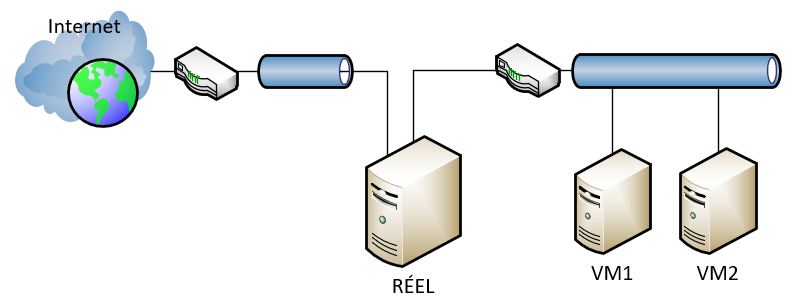 Internet
RÉEL
VM1
VM2